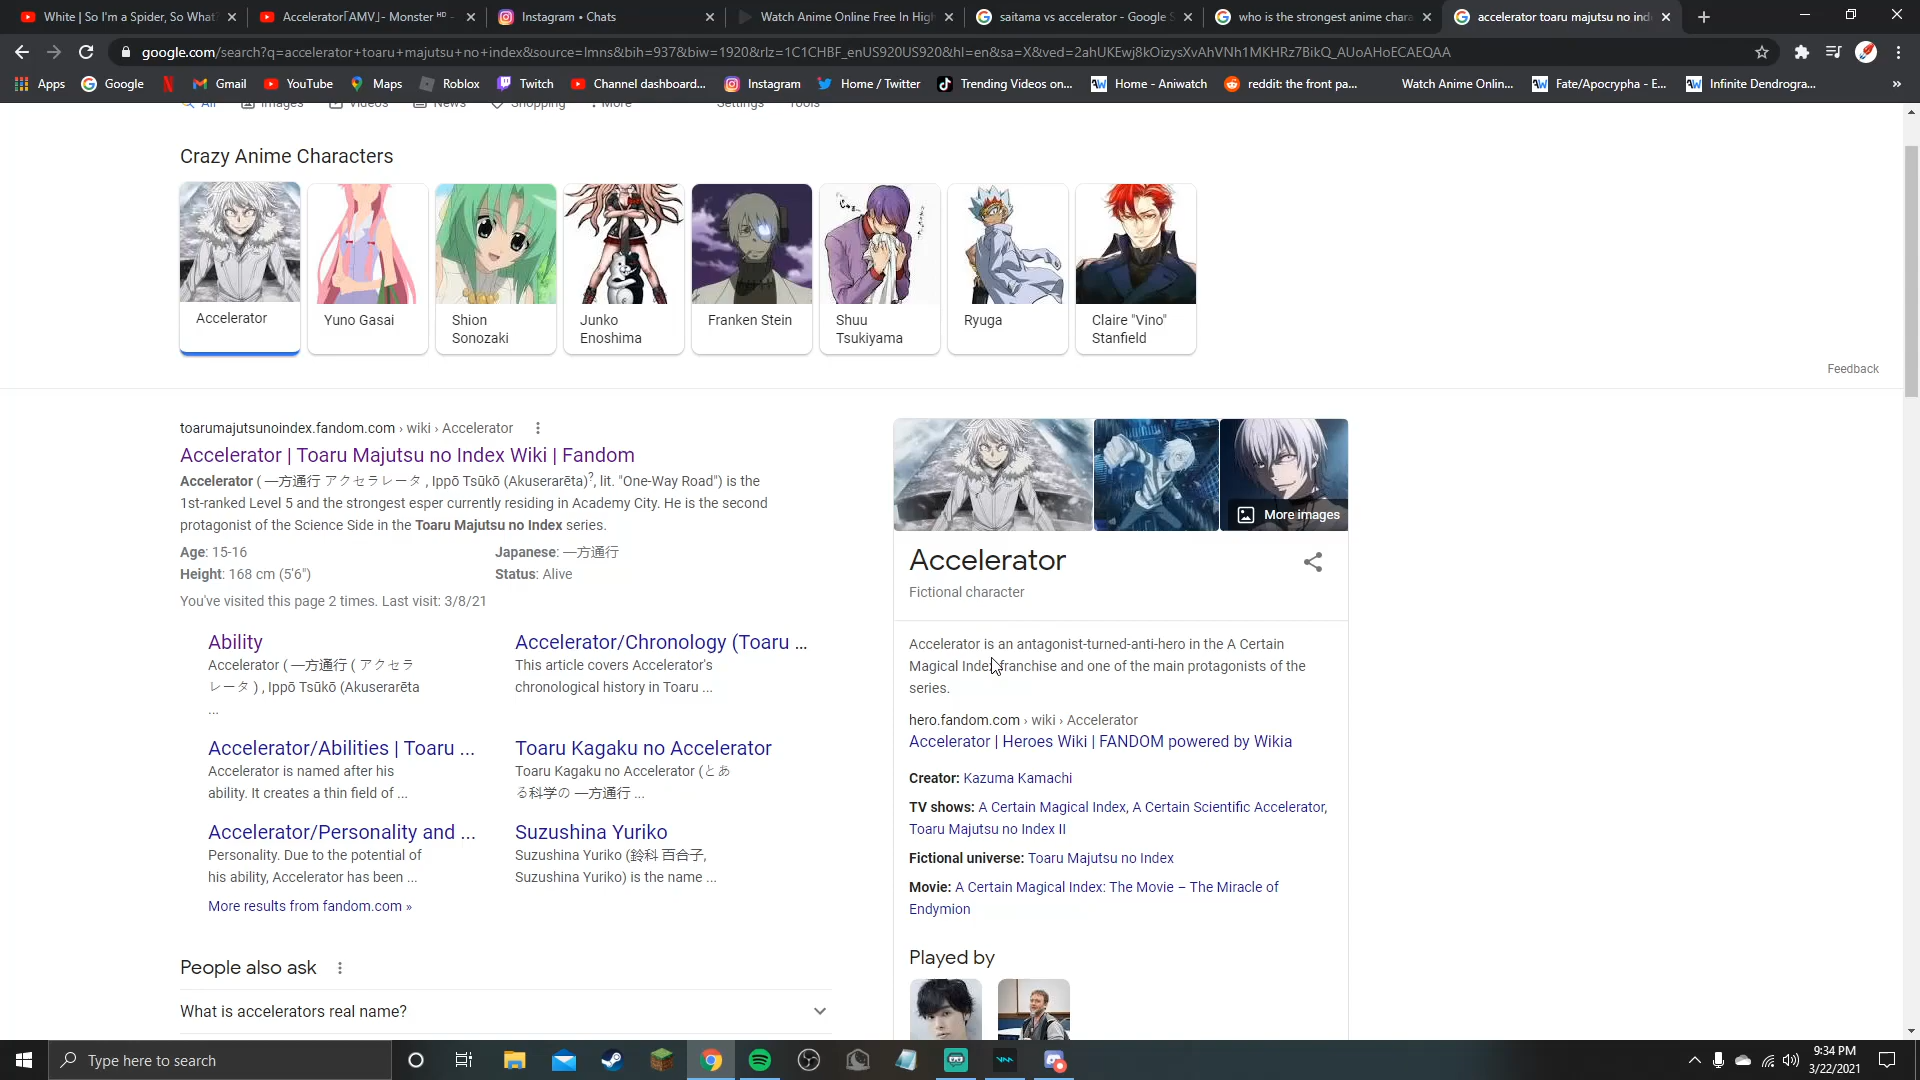 White | So I'm a Spider, So What
Accelerator「AMV」- Monster ᴴᴰ
Instagram • Chats
Watch Anime Online Free In High
saitama vs accelerator - Google S
who is the strongest anime chara
accelerator toaru majutsu no ind
google.com/search?q=accelerator+toaru+majutsu+no+index&source=lmns&bih=937&biw=1920&rlz=1C1CHBF_enUS920US920&hl=en&sa=X&ved=2ahUKEwj8kOizysXvAhVNh1MKHRz7BikQ_AUoAHoECAEQAA
Apps Google Gmail YouTube Maps Roblox Twitch Channel dashboard... Instagram Home / Twitter Trending Videos on... Home - Aniwatch reddit: the front pa... Watch Anime Onlin... Fate/Apocrypha - E... Infinite Dendrogra... »
All Images Videos News Shopping More Settings Tools
Crazy Anime Characters
Accelerator
Yuno Gasai
Shion
Sonozaki
Junko
Enoshima
Franken Stein
Shuu
Tsukiyama
Ryuga
Claire "Vino"
Stanfield
Feedback
toarumajutsunoindex.fandom.com › wiki › Accelerator
Accelerator | Toaru Majutsu no Index Wiki | Fandom
Accelerator (一方通行 アクセラレータ , Ippō Tsūkō (Akuserarēta)?, lit. "One-Way Road") is the
1st-ranked Level 5 and the strongest esper currently residing in Academy City. He is the second
protagonist of the Science Side in the Toaru Majutsu no Index series.
Age: 15-16
Japanese: 一方通行
Height: 168 cm (5'6")
Status: Alive
You've visited this page 2 times. Last visit: 3/8/21
Ability
Accelerator (一方通行 ( アクセラ
レータ ) , Ippō Tsūkō (Akuserarēta
...
Accelerator/Chronology (Toaru ...
This article covers Accelerator's
chronological history in Toaru ...
Accelerator/Abilities | Toaru ...
Accelerator is named after his
ability. It creates a thin field of ...
Toaru Kagaku no Accelerator
Toaru Kagaku no Accelerator (とあ
る科学の 一方通行 ...
Accelerator/Personality and ...
Personality. Due to the potential of
his ability, Accelerator has been ...
Suzushina Yuriko
Suzushina Yuriko (鈴科 百合子,
Suzushina Yuriko) is the name ...
More results from fandom.com »
People also ask
What is accelerators real name?
More images
Accelerator
Fictional character
Accelerator is an antagonist-turned-anti-hero in the A Certain
Magical Index franchise and one of the main protagonists of the
series.
hero.fandom.com › wiki › Accelerator
Accelerator | Heroes Wiki | FANDOM powered by Wikia
Creator: Kazuma Kamachi
TV shows: A Certain Magical Index, A Certain Scientific Accelerator,
Toaru Majutsu no Index II
Fictional universe: Toaru Majutsu no Index
Movie: A Certain Magical Index: The Movie – The Miracle of
Endymion
Played by
Type here to search
9:34 PM
3/22/2021